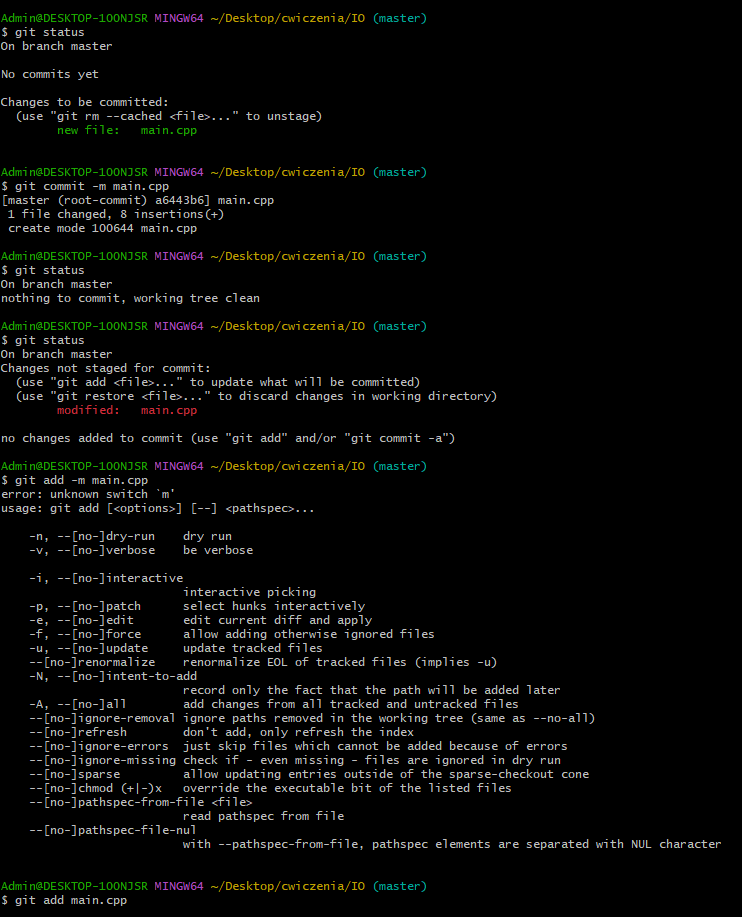 Admin@DESKTOP-1OONJSR MINGW64 ~/Desktop/cwiczenia/IO (master)
$ git status
On branch master

No commits yet

Changes to be committed:
  (use "git rm --cached <file>..." to unstage)
        new file:   main.cpp


Admin@DESKTOP-1OONJSR MINGW64 ~/Desktop/cwiczenia/IO (master)
$ git commit -m main.cpp
[master (root-commit) a6443b6] main.cpp
 1 file changed, 8 insertions(+)
 create mode 100644 main.cpp

Admin@DESKTOP-1OONJSR MINGW64 ~/Desktop/cwiczenia/IO (master)
$ git status
On branch master
nothing to commit, working tree clean

Admin@DESKTOP-1OONJSR MINGW64 ~/Desktop/cwiczenia/IO (master)
$ git status
On branch master
Changes not staged for commit:
  (use "git add <file>..." to update what will be committed)
  (use "git restore <file>..." to discard changes in working directory)
        modified:   main.cpp

no changes added to commit (use "git add" and/or "git commit -a")

Admin@DESKTOP-1OONJSR MINGW64 ~/Desktop/cwiczenia/IO (master)
$ git add -m main.cpp
error: unknown switch `m'
usage: git add [<options>] [--] <pathspec>...

    -n, --[no-]dry-run    dry run
    -v, --[no-]verbose    be verbose

    -i, --[no-]interactive
                          interactive picking
    -p, --[no-]patch      select hunks interactively
    -e, --[no-]edit       edit current diff and apply
    -f, --[no-]force      allow adding otherwise ignored files
    -u, --[no-]update     update tracked files
    --[no-]renormalize    renormalize EOL of tracked files (implies -u)
    -N, --[no-]intent-to-add
                          record only the fact that the path will be added later
    -A, --[no-]all        add changes from all tracked and untracked files
    --[no-]ignore-removal ignore paths removed in the working tree (same as --no-all)
    --[no-]refresh        don't add, only refresh the index
    --[no-]ignore-errors  just skip files which cannot be added because of errors
    --[no-]ignore-missing check if - even missing - files are ignored in dry run
    --[no-]sparse         allow updating entries outside of the sparse-checkout cone
    --[no-]chmod (+|-)x   override the executable bit of the listed files
    --[no-]pathspec-from-file <file>
                          read pathspec from file
    --[no-]pathspec-file-nul
                          with --pathspec-from-file, pathspec elements are separated with NUL character


Admin@DESKTOP-1OONJSR MINGW64 ~/Desktop/cwiczenia/IO (master)
$ git add main.cpp